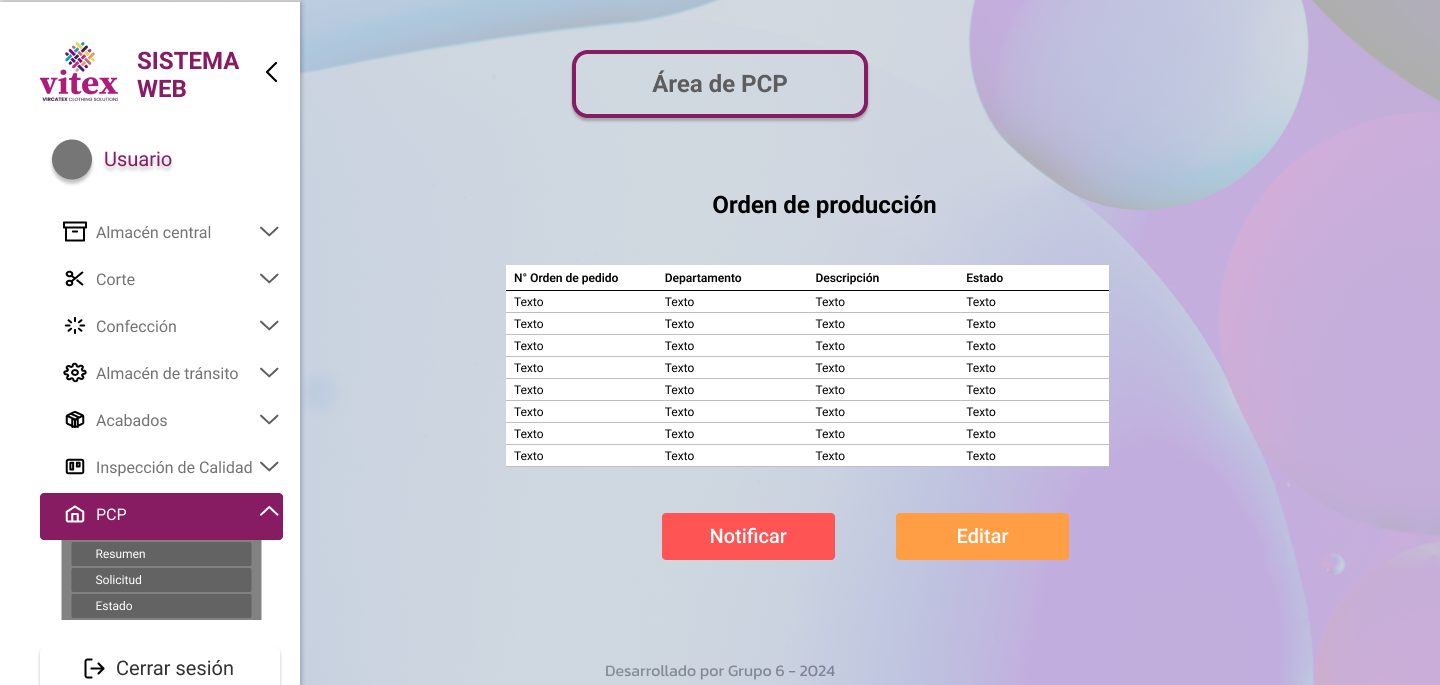 vitex
VIRCATEX CLOTHING SOLUTIONS
SISTEMA
WEB
Usuario
Almacén central
Corte
Confección
Almacén de tránsito
Acabados
Inspección de Calidad
PCP
Resumen
Solicitud
Estado
Cerrar sesión
Área de PCP
Orden de producción
N° Orden de pedido Departamento Descripción Estado
Texto Texto Texto Texto
Texto Texto Texto Texto
Texto Texto Texto Texto
Texto Texto Texto Texto
Texto Texto Texto Texto
Texto Texto Texto Texto
Texto Texto Texto Texto
Texto Texto Texto Texto
Notificar Editar
Desarrollado por Grupo 6 - 2024